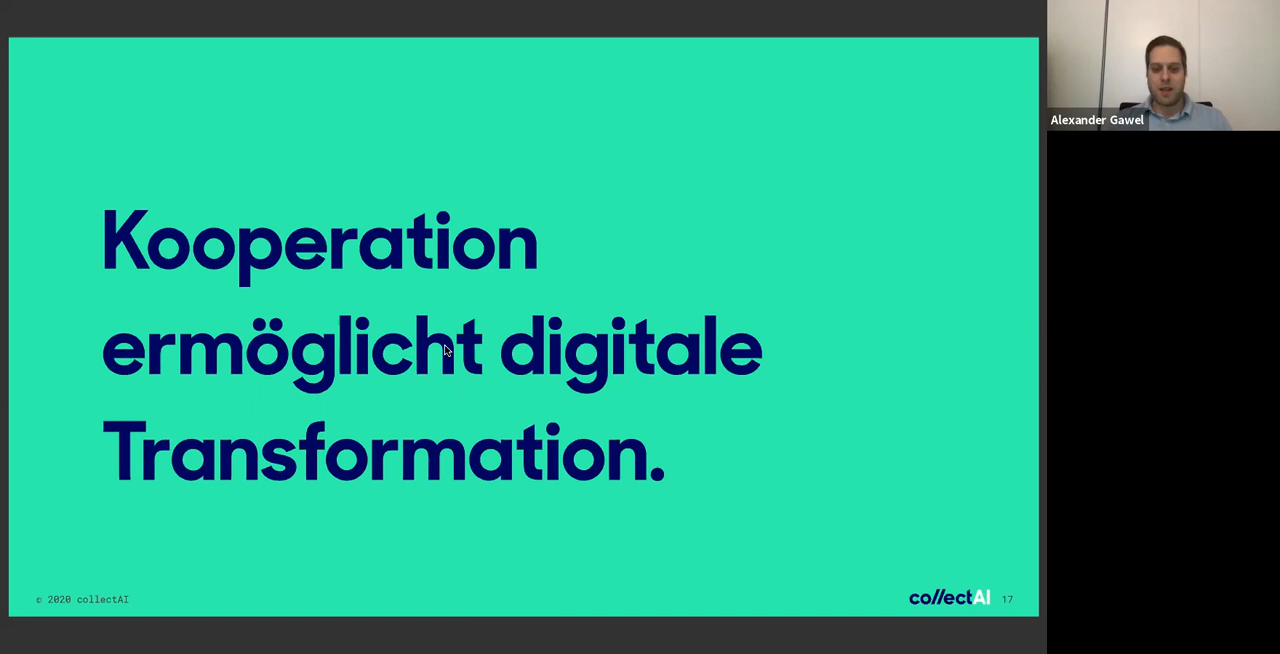 Alexander Gawel
Kooperation
ermöglicht digitale
Transformation.
© 2020 collectAI
collectAI
17